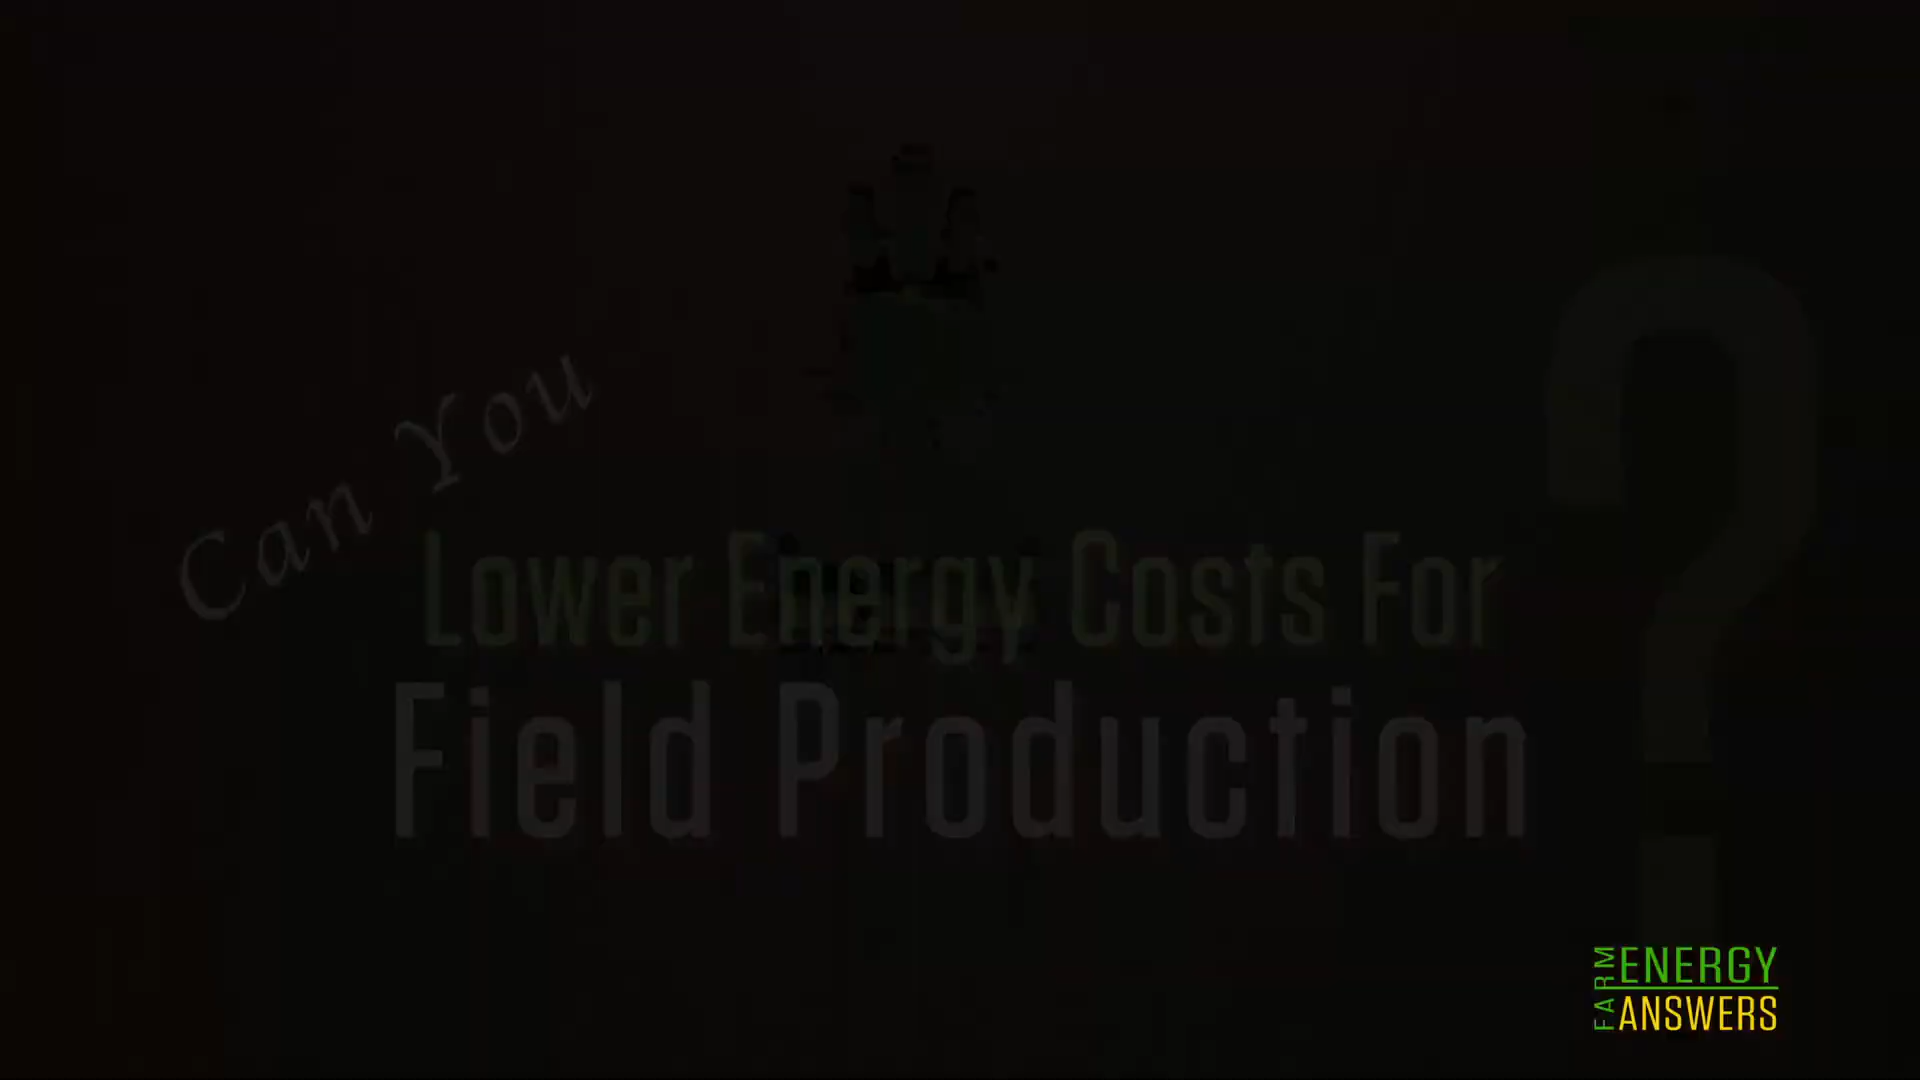 Can You
Lower Energy Costs For
Field Production
?
FARM
ENERGY
ANSWERS